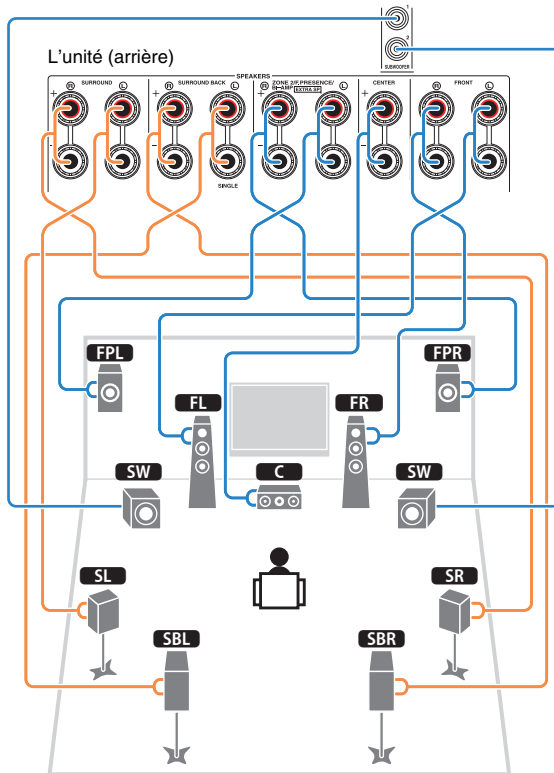 1
2
SUBWOOFER
L'unité (arrière)
SPEAKERS
R SURROUND L
R SURROUND BACK L
ZONE 2/F.PRESENCE/
R BI-AMP EXTRA SP L
CENTER
R FRONT L
+ + + + +
- - - - -
SINGLE
FPL FPR
FL FR
SW C SW
SL SR
SBL SBR